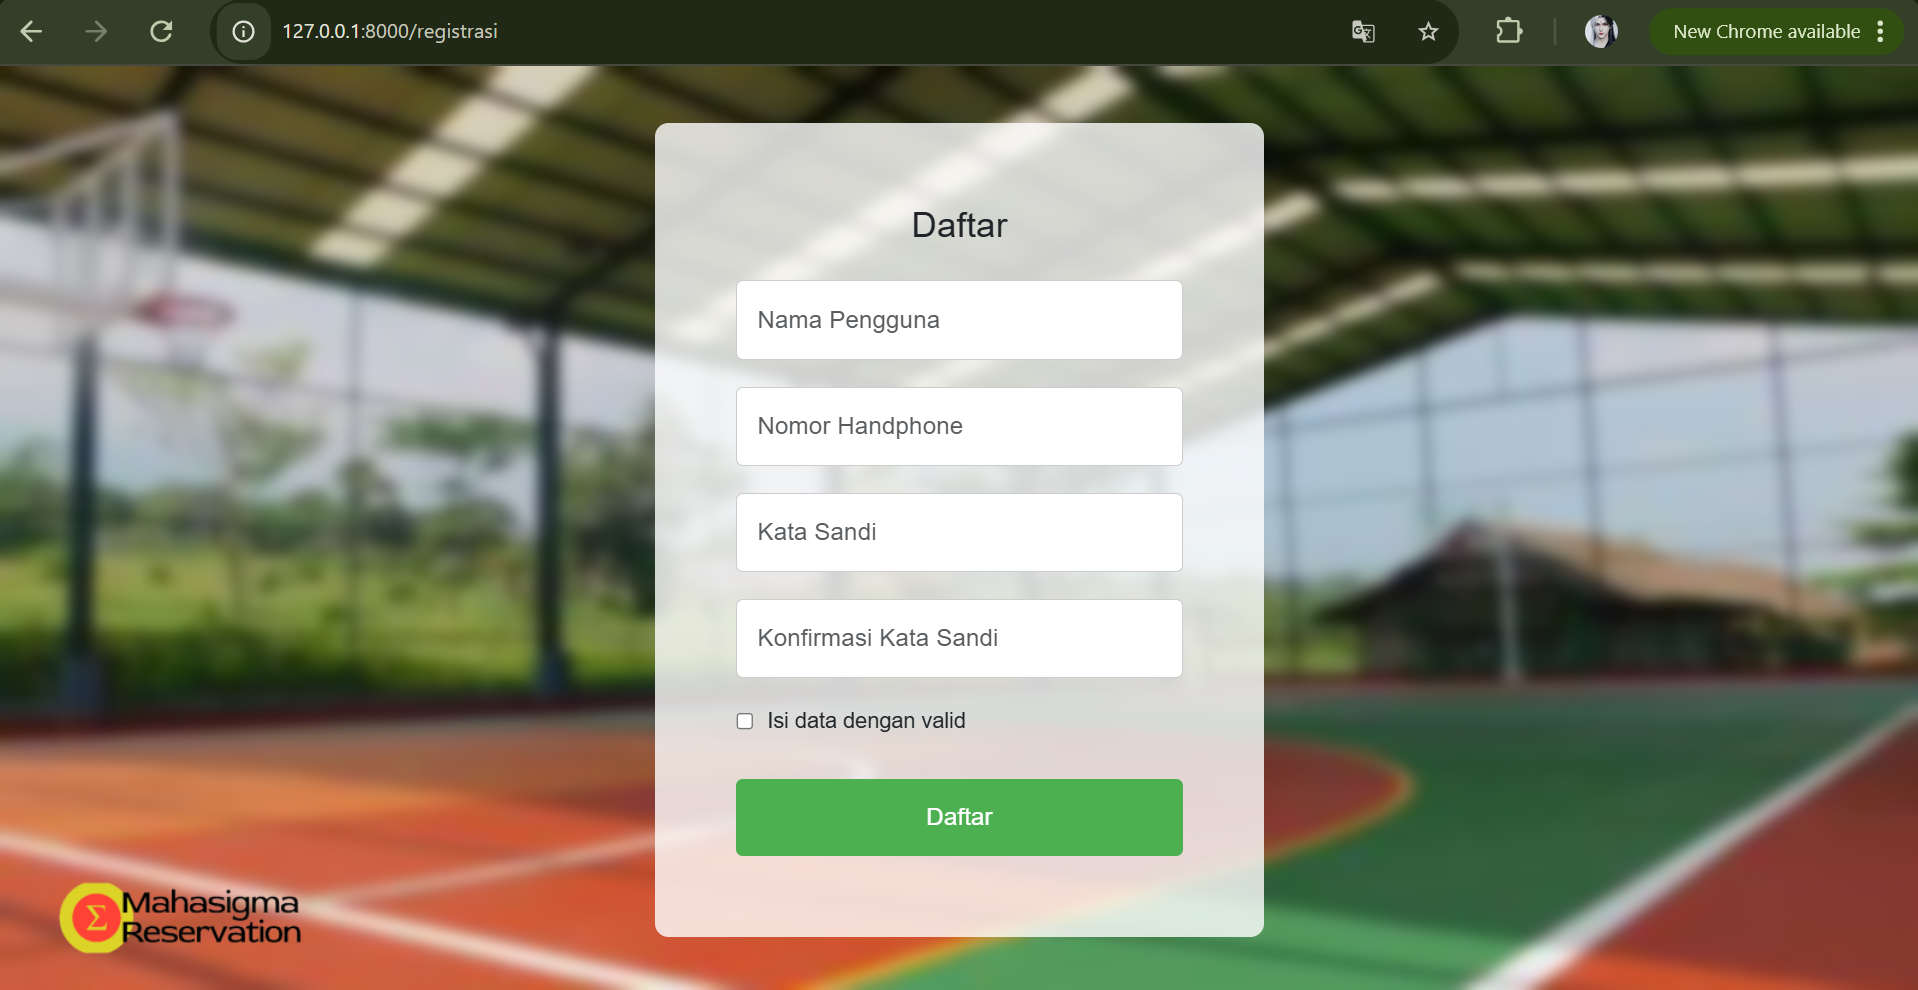 127.0.0.1:8000/registrasi
New Chrome available
Daftar
Nama Pengguna
Nomor Handphone
Kata Sandi
Konfirmasi Kata Sandi
Isi data dengan valid
Daftar
Σ
Mahasigma
Reservation